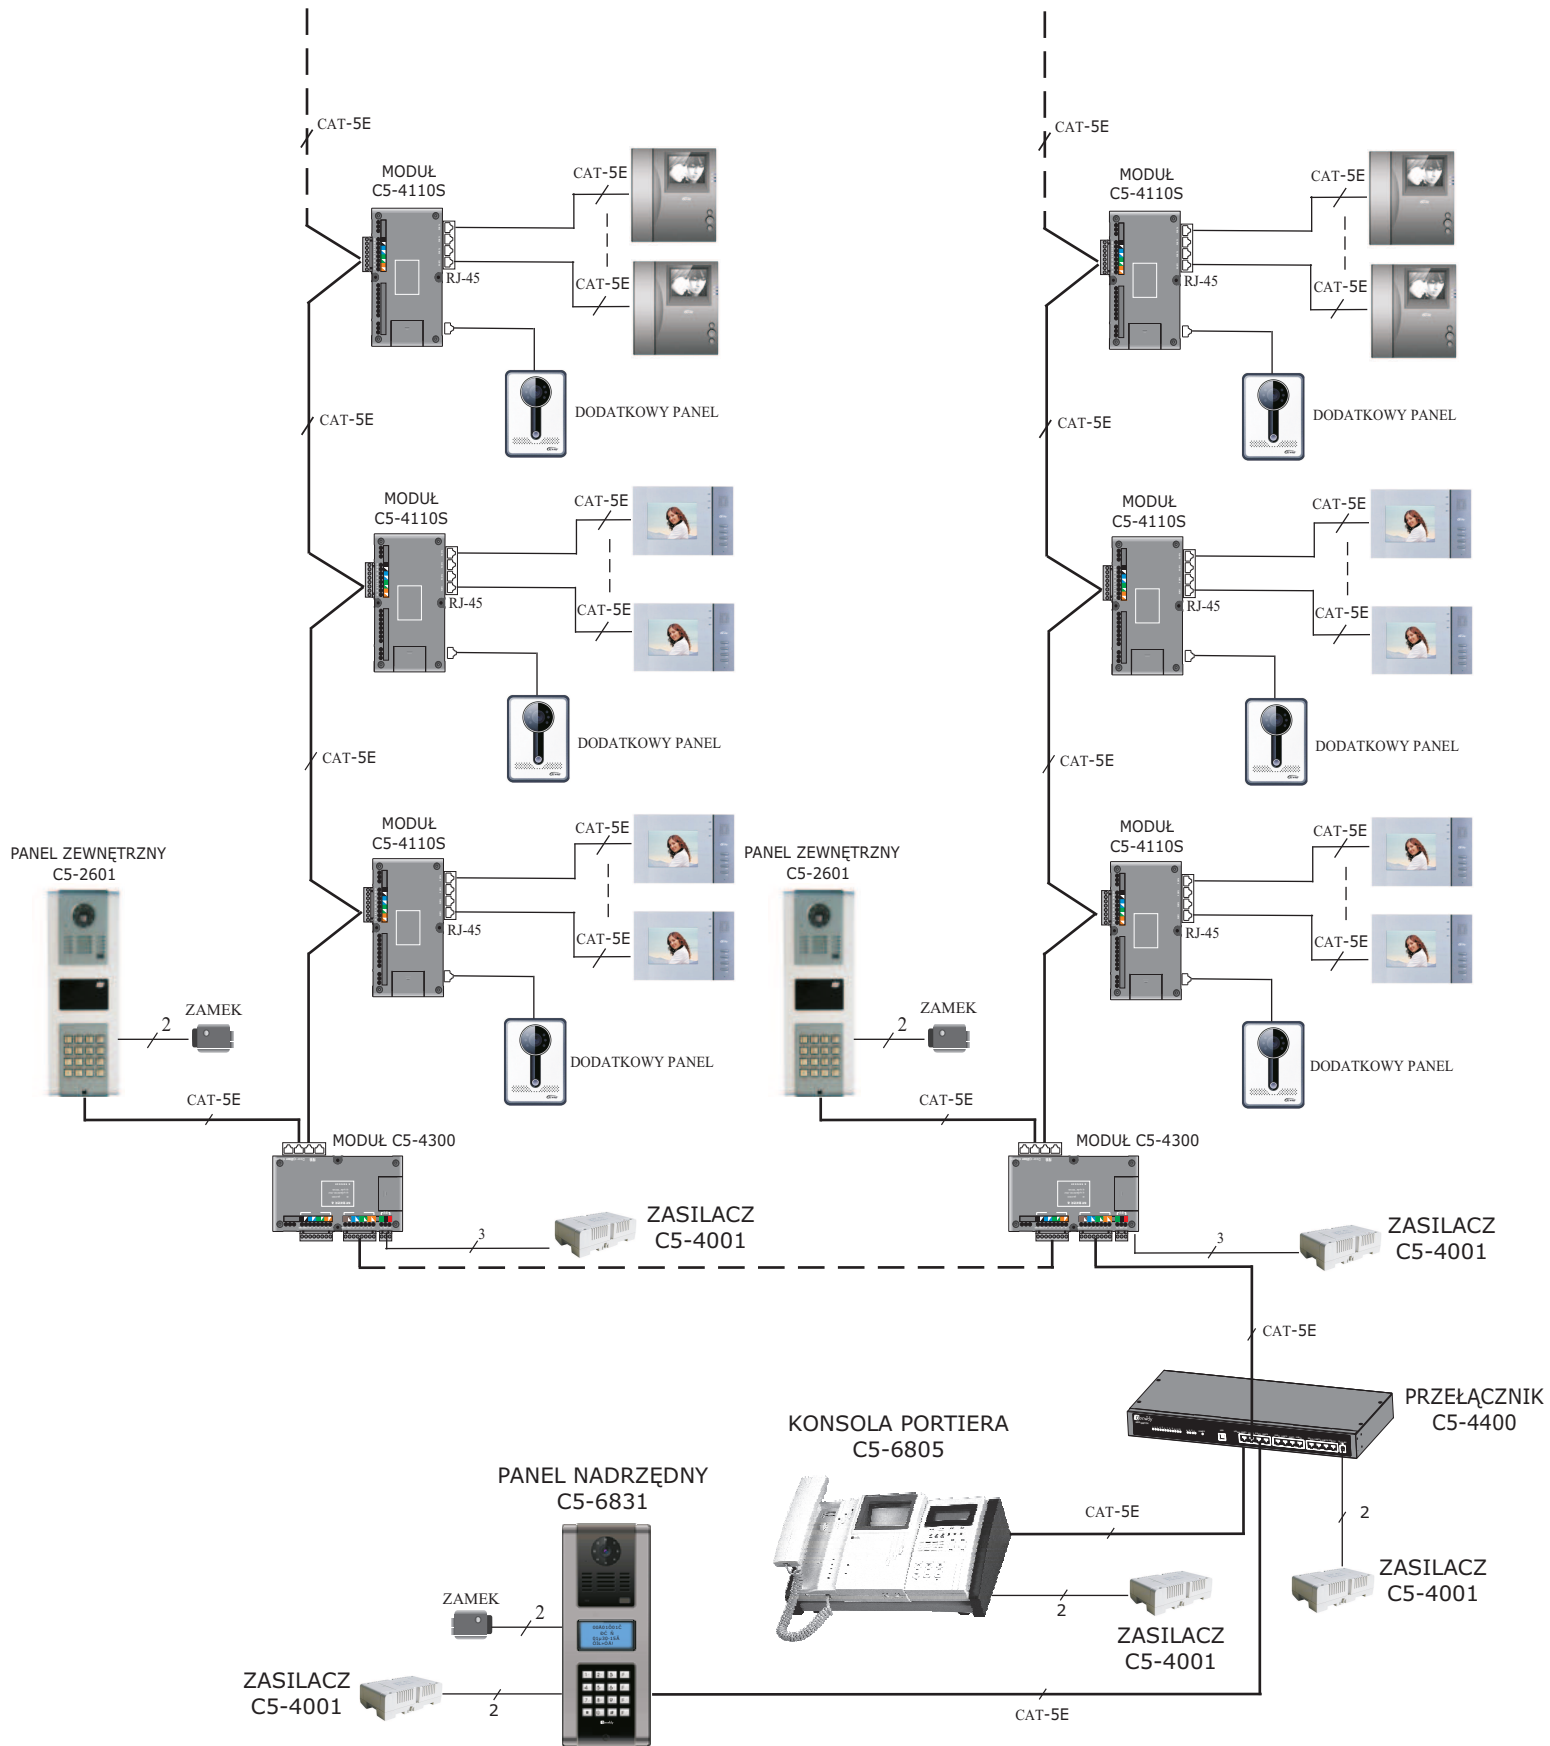 CAT-5E
CAT-5E
MODUŁ
C5-4110S
CAT-5E
CAT-5E
RJ-45
DODATKOWY PANEL
MODUŁ
C5-4110S
CAT-5E
CAT-5E
RJ-45
DODATKOWY PANEL
CAT-5E
CAT-5E
MODUŁ
C5-4110S
CAT-5E
CAT-5E
RJ-45
DODATKOWY PANEL
MODUŁ
C5-4110S
CAT-5E
CAT-5E
RJ-45
DODATKOWY PANEL
CAT-5E
CAT-5E
PANEL ZEWNĘTRZNY
C5-2601
ZAMEK
2
CAT-5E
MODUŁ
C5-4110S
CAT-5E
CAT-5E
RJ-45
DODATKOWY PANEL
PANEL ZEWNĘTRZNY
C5-2601
ZAMEK
2
CAT-5E
MODUŁ
C5-4110S
CAT-5E
CAT-5E
RJ-45
DODATKOWY PANEL
MODUŁ C5-4300
3
ZASILACZ
C5-4001
MODUŁ C5-4300
3
ZASILACZ
C5-4001
CAT-5E
PRZEŁĄCZNIK
C5-4400
KONSOLA PORTIERA
C5-6805
CAT-5E
2
ZASILACZ
C5-4001
2
ZASILACZ
C5-4001
PANEL NADRZĘDNY
C5-6831
ZAMEK
2
ZASILACZ
C5-4001
2
CAT-5E